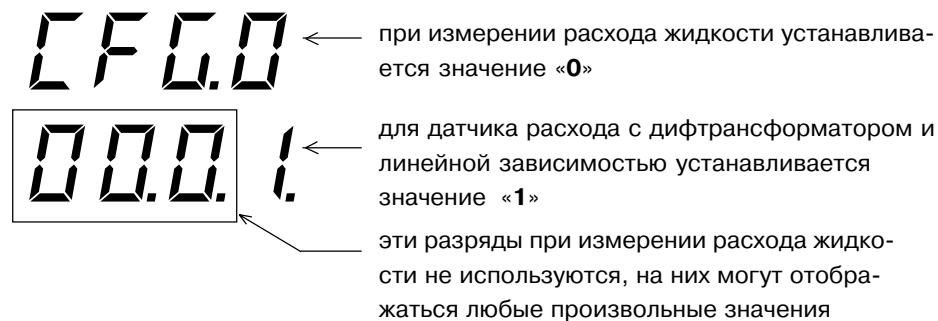 CFG.0
при измерении расхода жидкости устанавлива-
ется значение «0»
00.0.1.
для датчика расхода с дифтрансформатором и
линейной зависимостью устанавливается
значение «1»
эти разряды при измерении расхода жидко-
сти не используются, на них могут отобра-
жаться любые произвольные значения